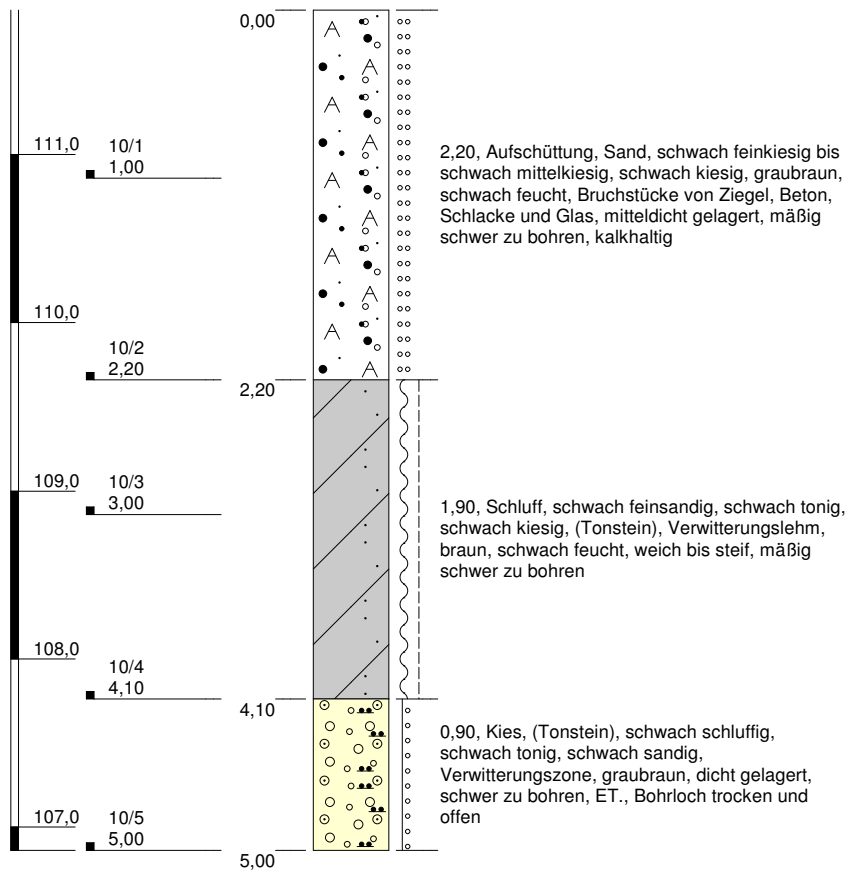 0,00
111,0
10/1
1,00
2,20, Aufschüttung, Sand, schwach feinkiesig bis
schwach mittelkiesig, schwach kiesig, graubraun,
schwach feucht, Bruchstücke von Ziegel, Beton,
Schlacke und Glas, mitteldicht gelagert, mäßig
schwer zu bohren, kalkhaltig
110,0
10/2
2,20
2,20
109,0
10/3
3,00
1,90, Schluff, schwach feinsandig, schwach tonig,
schwach kiesig, (Tonstein), Verwitterungslehm,
braun, schwach feucht, weich bis steif, mäßig
schwer zu bohren
108,0
10/4
4,10
4,10
0,90, Kies, (Tonstein), schwach schluffig,
schwach tonig, schwach sandig,
Verwitterungszone, graubraun, dicht gelagert,
schwer zu bohren, ET., Bohrloch trocken und
offen
107,0
10/5
5,00
5,00